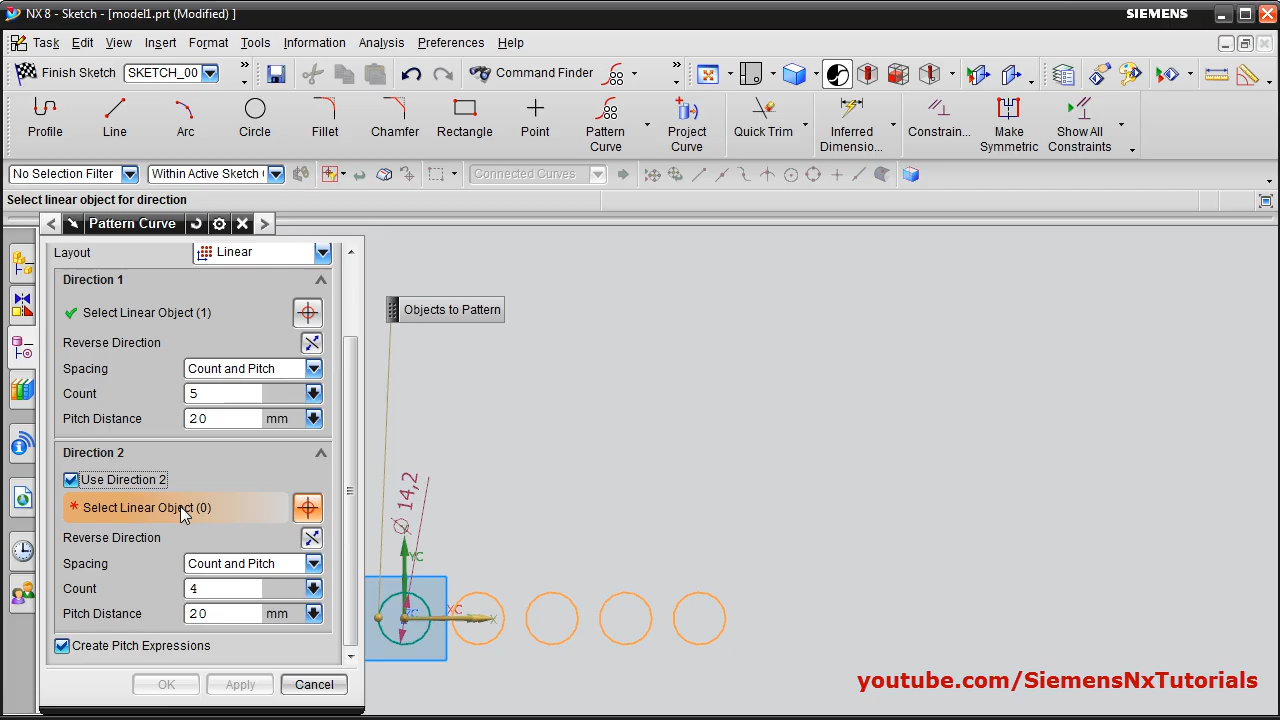 NX 8 - Sketch - [model1.prt (Modified) ]
SIEMENS
Task Edit View Insert Format Tools Information Analysis Preferences Help
Finish Sketch SKETCH_00 Command Finder
Profile Line Arc Circle Fillet Chamfer Rectangle Point Pattern Curve Project Curve Quick Trim Inferred Dimensio... Constrain... Make Symmetric Show All Constraints
No Selection Filter Within Active Sketch Connected Curves
Select linear object for direction
Pattern Curve
Layout Linear
Direction 1
Select Linear Object (1)
Reverse Direction
Spacing Count and Pitch
Count 5
Pitch Distance 20 mm
Direction 2
Use Direction 2
Select Linear Object (0)
Reverse Direction
Spacing Count and Pitch
Count 4
Pitch Distance 20 mm
Create Pitch Expressions
OK Apply Cancel
Objects to Pattern
Ø 14,2
YC
XC
ZC
X
youtube.com/SiemensNxTutorials